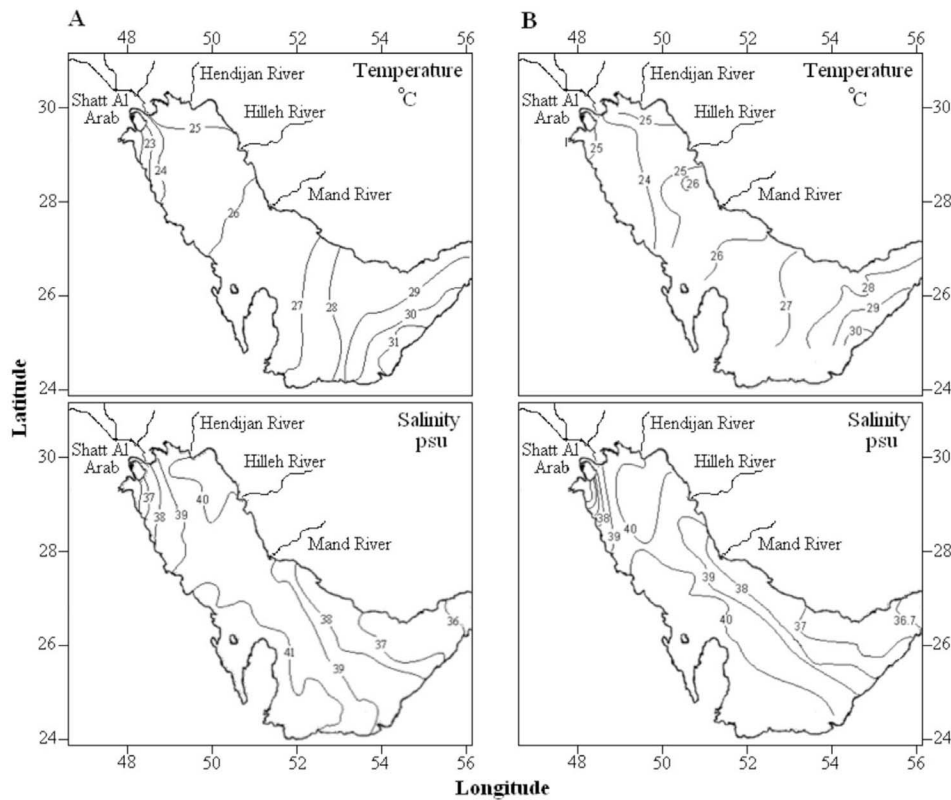 A
48 50 52 54 56
Hendijan River
Temperature
°C
30
Shatt Al
Arab
Hilleh River
25
23
24
28
Mand River
26
26
29
27
28
30
31
24
B
48 50 52 54 56
Hendijan River
Temperature
°C
30
Shatt Al
Arab
Hilleh River
25
25
24
25
26
28
Mand River
26
26
28
27
29
30
24
Latitude
Hendijan River
Salinity
psu
30
Shatt Al
Arab
Hilleh River
37
40
38
39
28
Mand River
38
36
37
26
41
39
24
48 50 52 54 56
Hendijan River
Salinity
psu
30
Shatt Al
Arab
Hilleh River
38
40
39
28
Mand River
39
38
40
37
36.7
26
24
48 50 52 54 56
Longitude